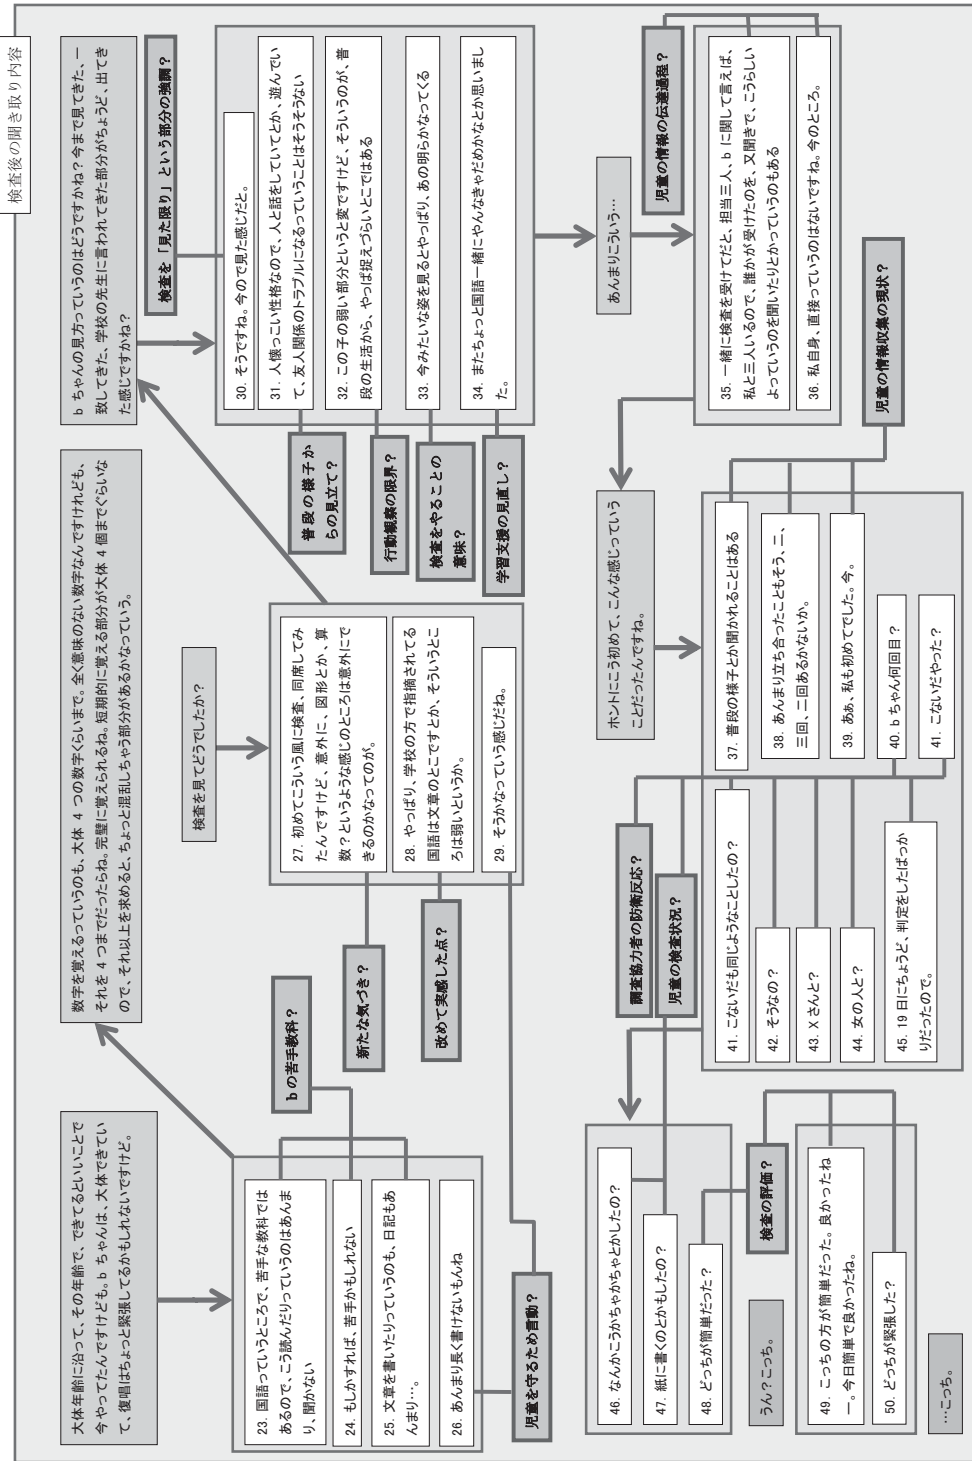 検査後の聞き取り内容
大体年齢に沿って、その年齢で、できてるといいことで
今やってたんですけども。bちゃんは、大体できてい
て、復唱はちょっと緊張してるかもしれないですけど。
23. 国語っていうところで、苦手な教科では
あるので、こう読んだりっていうのはあんま
り、聞かない
24. もしかすれば、苦手かもしれない
25. 文章を書いたりっていうのも、日記もあ
んまり…。
26. あんまり長く書けないもんね
bの苦手教科?
児童を守るため言動?
数字を覚えるっていうのも、大体 4 つの数字くらいまで。全く意味のない数字なんですけれども、
それを 4 つまでだったらね。完璧に覚えられるね。短期的に覚える部分が大体 4 個までぐらいな
ので、それ以上を求めると、ちょっと混乱しちゃう部分があるかなっていう。
検査を見てどうでしたか?
27. 初めてこういう風に検査、同席してみ
たんですけど、意外に、図形とか、算
数?というような感じのところは意外にで
きるのかなってのが。
28. やっぱり、学校の方で指摘されてる
国語は文章のとこですとか、そういうとこ
ろは弱いというか。
29. そうかなっていう感じだね。
新たな気づき?
改めて実感した点?
bちゃんの見方っていうのはどうですかね?今まで見てきた、一
致してきた、学校の先生に言われてきた部分がちょうど、出てき
た感じですかね?
検査を「見た限り」という部分の強調?
30. そうですね。今ので見た感じだと。
31. 人懐っこい性格なので、人と話をしていてとか、遊んでい
て、友人関係のトラブルになるっていうことはそうそうない
32. この子の弱い部分というと変ですけど、そういうのが、普
段の生活から、やっぱ捉えづらいとこではある
33. 今みたいな姿を見るとやっぱり、あの明らかなってくる
34. またちょっと国語一緒にやんなきゃだめかなとか思いまし
た。
普段の様子か
らの見立て?
行動観察の限界?
検査をやることの
意味?
学習支援の見直し?
あんまりこういう…
児童の情報の伝達過程?
35. 一緒に検査を受けてだと、担当三人、bに関して言えば、
私と三人いるので、誰かが受けたのを、又聞きで、こうらしい
よっていうのを聞いたりとかっていうのもある
36. 私自身、直接っていうのはないですね。今のところ。
ホントにこう初めて、こんな感じっていう
ことだったんですね。
児童の情報収集の現状?
37. 普段の様子とか聞かれることはある
38. あんまり立ち合ったこともそう、二、
三回、二回あるかないか。
39. あぁ、私も初めてでした。今。
40. bちゃん何回目?
41. こないだやった?
調査協力者の防衛反応?
児童の検査状況?
41. こないだも同じようなことしたの?
42. そうなの?
43. Xさんと?
44. 女の人と?
45. 19 日にちょうど、判定をしたばっか
りだったので。
46. なんかこうかちゃかちゃとかしたの?
47. 紙に書くのとかもしたの?
48. どっちが簡単だった?
検査の評価?
うん?こっち。
49. こっちの方が簡単だった。良かったね
ー。今日簡単で良かったね。
50. どっちが緊張した?
…こっち。